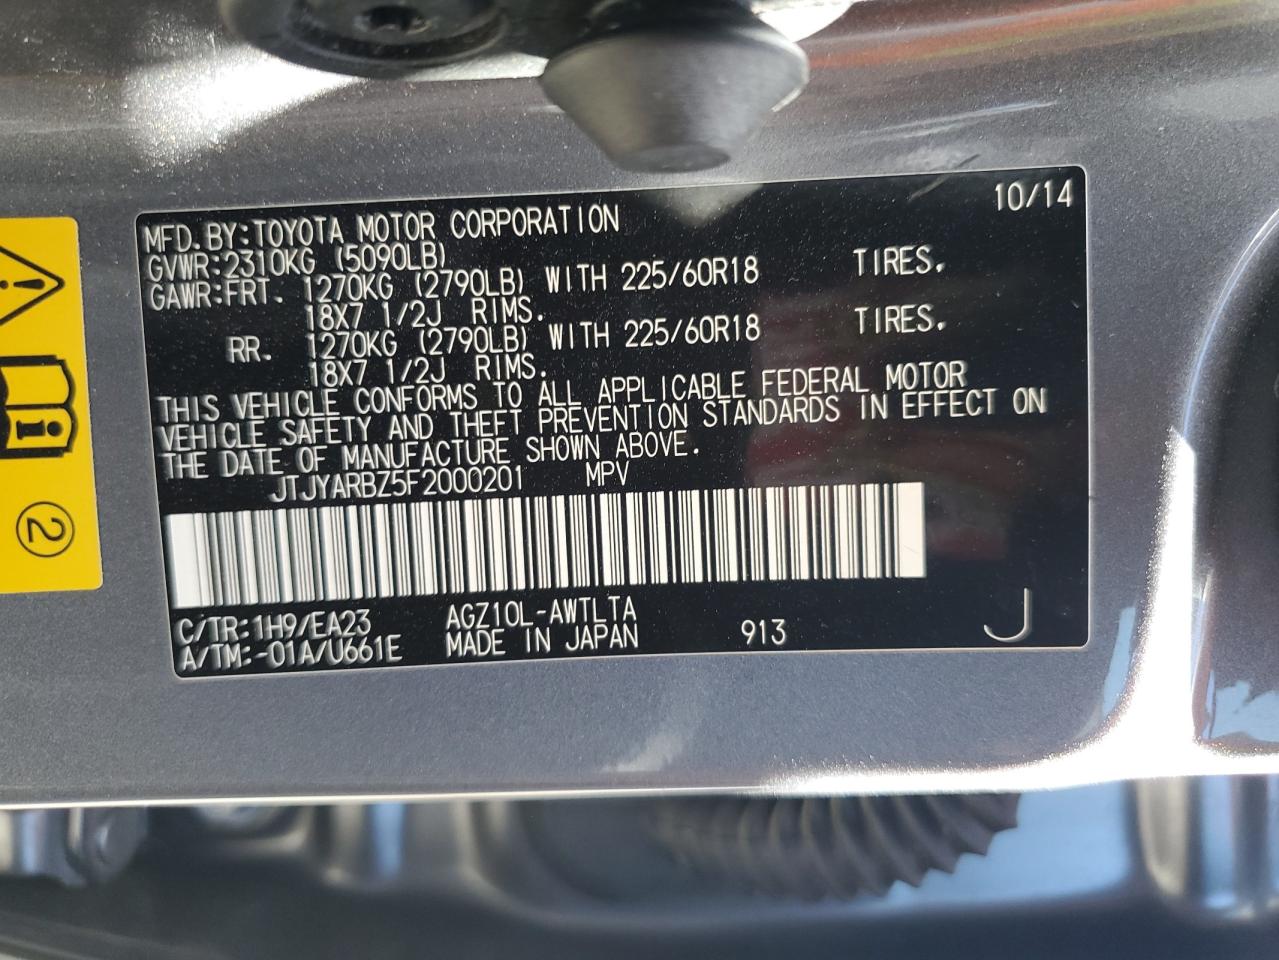 10/14
MFD.BY:TOYOTA MOTOR CORPORATION
GVWR:2310KG (5090LB)
GAWR:FRT. 1270KG (2790LB) WITH 225/60R18 TIRES.
18X7 1/2J RIMS.
RR. 1270KG (2790LB) WITH 225/60R18 TIRES.
18X7 1/2J RIMS.
THIS VEHICLE CONFORMS TO ALL APPLICABLE FEDERAL MOTOR
VEHICLE SAFETY AND THEFT PREVENTION STANDARDS IN EFFECT ON
THE DATE OF MANUFACTURE SHOWN ABOVE.
JTJYARBZ5F2000201 MPV
C/TR:1H9/EA23 AGZ10L-AWTLTA
A/TM:-01A/U661E MADE IN JAPAN 913 J
2